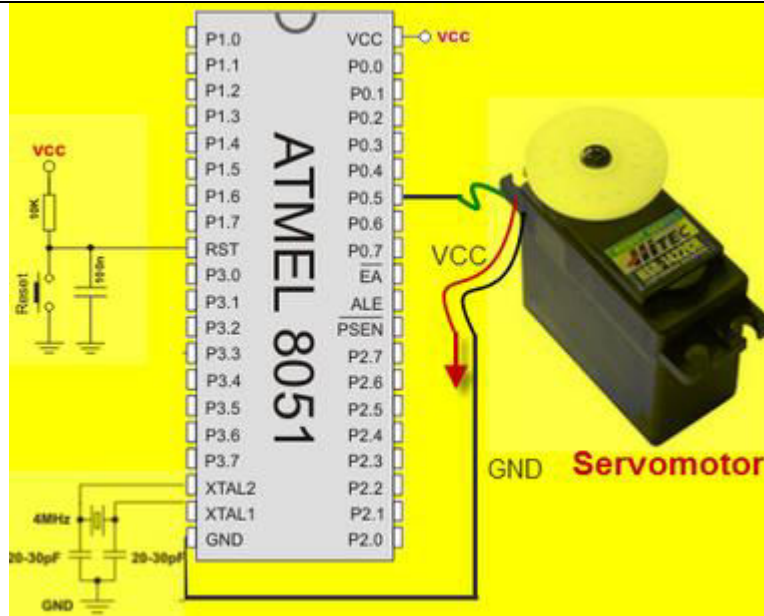 P1.0
P1.1
P1.2
P1.3
P1.4
P1.5
P1.6
P1.7
RST
P3.0
P3.1
P3.2
P3.3
P3.4
P3.5
P3.6
P3.7
XTAL2
XTAL1
GND
ATMEL 8051
VCC
P0.0
P0.1
P0.2
P0.3
P0.4
P0.5
P0.6
P0.7
EA
ALE
PSEN
P2.7
P2.6
P2.5
P2.4
P2.3
P2.2
P2.1
P2.0
vcc
vcc
10K
100n
Reset
4MHz
20-30pF
20-30pF
GND
VCC
GND
HITEC
Servomotor